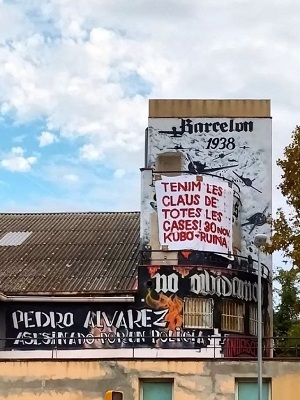 Barcelon
1938
TENIM LES
CLAUS DE
TOTES LES
CASES! 30 NOV.
KUBO-RUINA
no olvidamos
PEDRO ALVAREZ
ASESINADO POR UN POLICIA